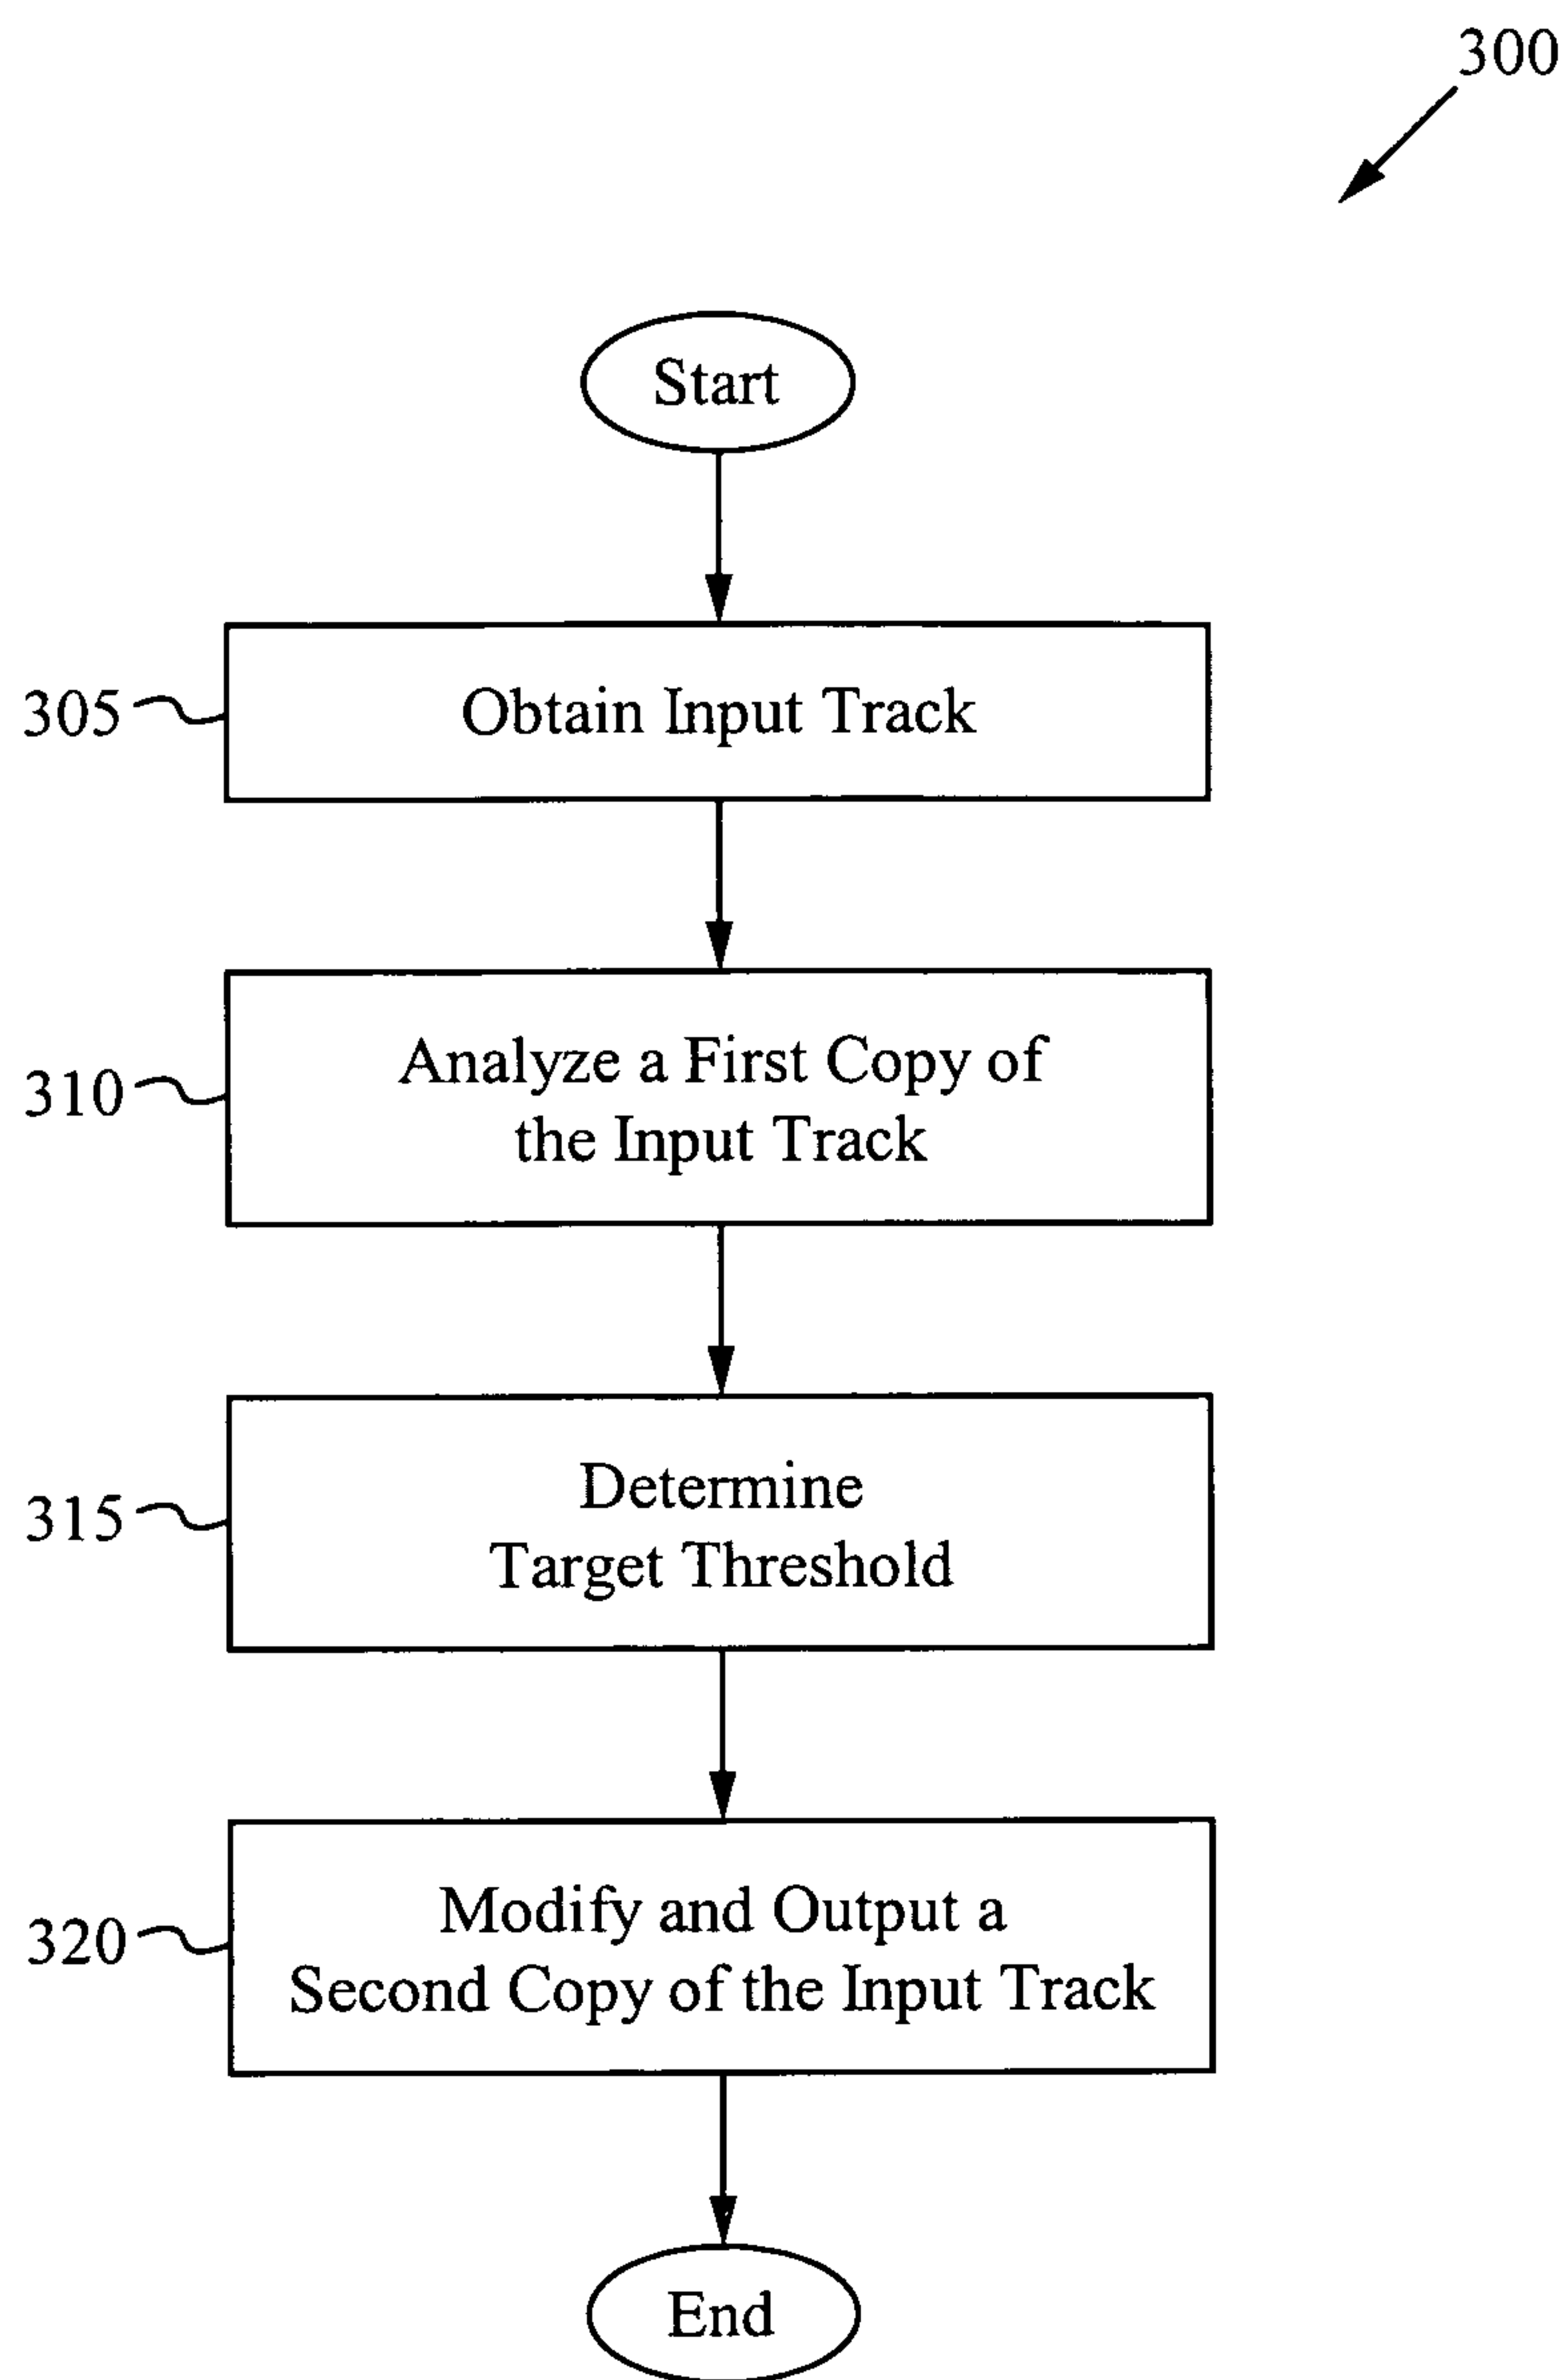 300
Start
305
Obtain Input Track
310
Analyze a First Copy of
the Input Track
315
Determine
Target Threshold
320
Modify and Output a
Second Copy of the Input Track
End